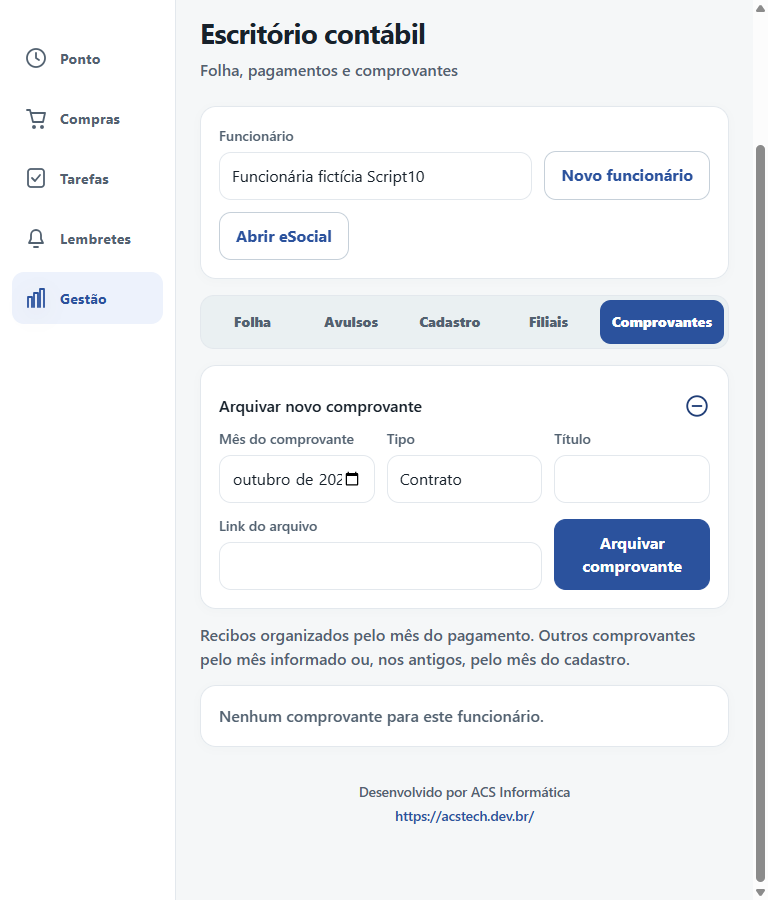 Ponto
Compras
Tarefas
Lembretes
Gestão
Escritório contábil
Folha, pagamentos e comprovantes
Funcionário
Funcionária fictícia Script10
Novo funcionário
Abrir eSocial
Folha
Avulsos
Cadastro
Filiais
Comprovantes
Arquivar novo comprovante
Mês do comprovante
Tipo
Título
outubro de 202
Contrato
Link do arquivo
Arquivar
comprovante
Recibos organizados pelo mês do pagamento. Outros comprovantes
pelo mês informado ou, nos antigos, pelo mês do cadastro.
Nenhum comprovante para este funcionário.
Desenvolvido por ACS Informática
https://acstech.dev.br/